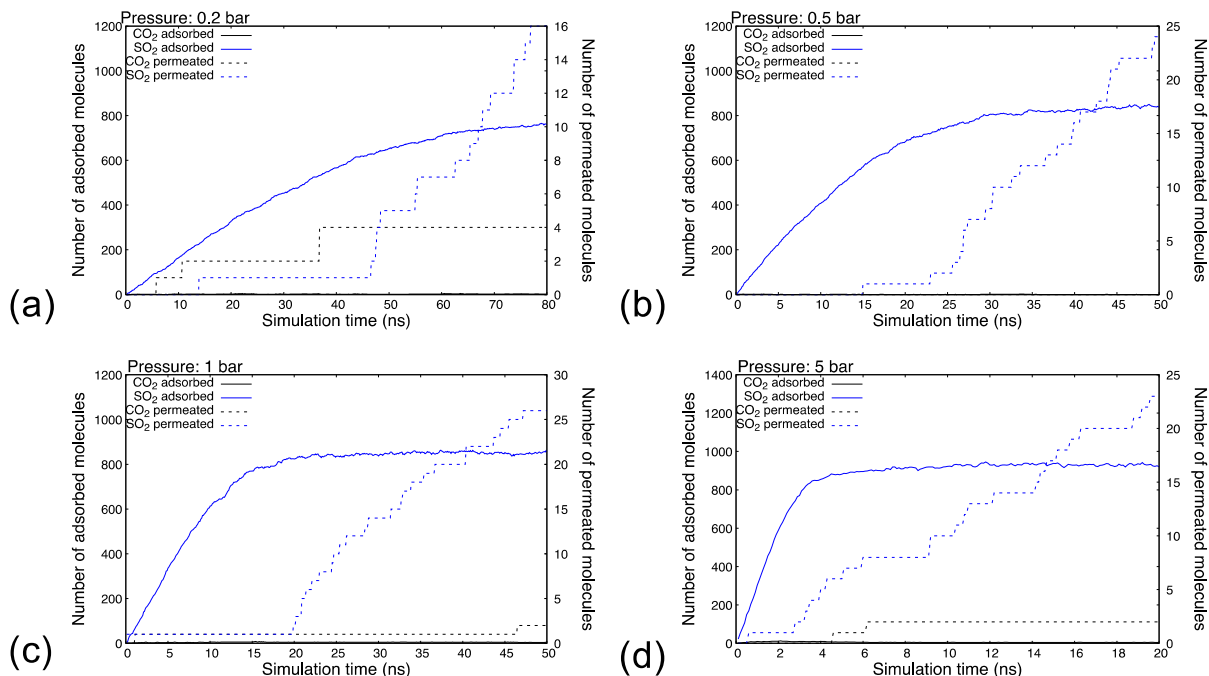 Pressure: 0.2 bar
CO2 adsorbed
SO2 adsorbed
CO2 permeated
SO2 permeated
Number of adsorbed molecules
0 200 400 600 800 1000 1200
Number of permeated molecules
0 2 4 6 8 10 12 14 16
0 10 20 30 40 50 60 70 80
Simulation time (ns)
(a)
Pressure: 0.5 bar
CO2 adsorbed
SO2 adsorbed
CO2 permeated
SO2 permeated
Number of adsorbed molecules
0 200 400 600 800 1000 1200
Number of permeated molecules
0 5 10 15 20 25
0 5 10 15 20 25 30 35 40 45 50
Simulation time (ns)
(b)
Pressure: 1 bar
CO2 adsorbed
SO2 adsorbed
CO2 permeated
SO2 permeated
Number of adsorbed molecules
0 200 400 600 800 1000 1200
Number of permeated molecules
0 5 10 15 20 25 30
0 5 10 15 20 25 30 35 40 45 50
Simulation time (ns)
(c)
Pressure: 5 bar
CO2 adsorbed
SO2 adsorbed
CO2 permeated
SO2 permeated
Number of adsorbed molecules
0 200 400 600 800 1000 1200 1400
Number of permeated molecules
0 5 10 15 20 25
0 2 4 6 8 10 12 14 16 18 20
Simulation time (ns)
(d)